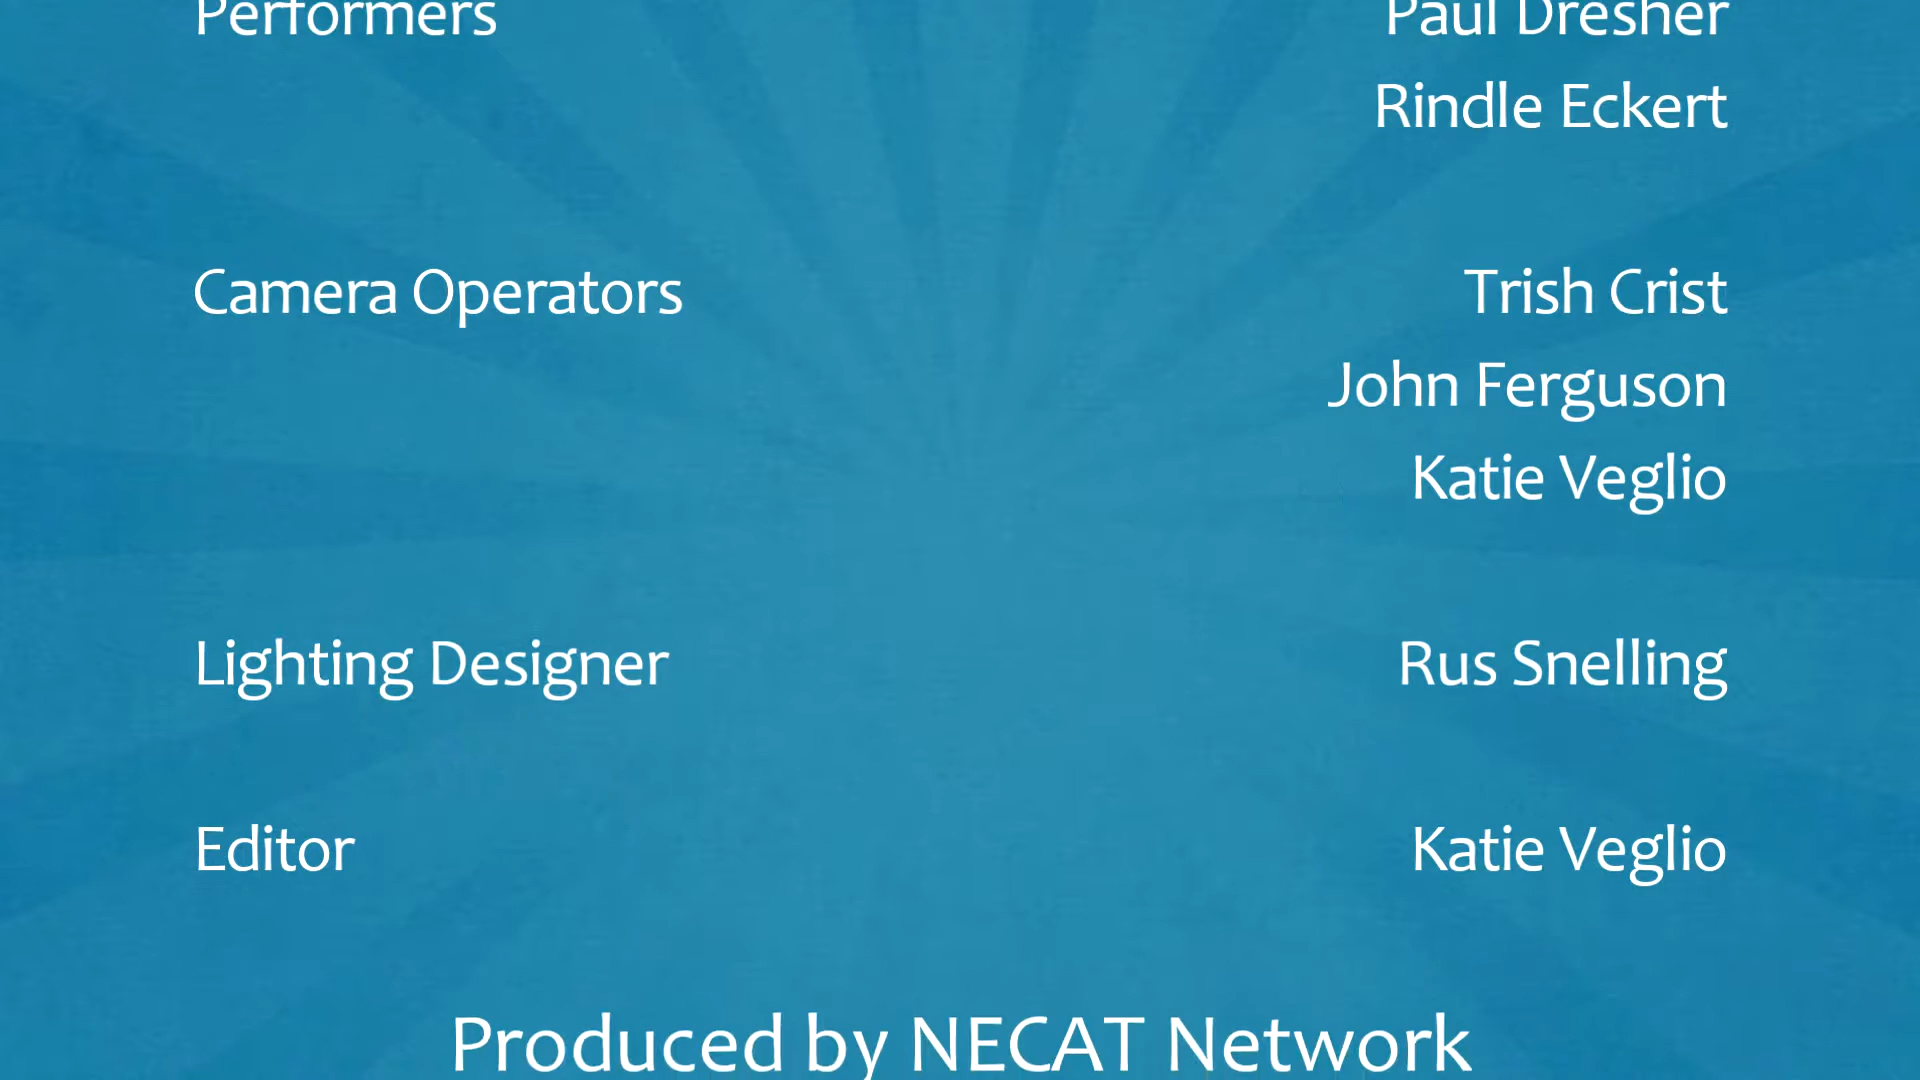 Performers Paul Dresher
Rindle Eckert
Camera Operators Trish Crist
John Ferguson
Katie Veglio
Lighting Designer Rus Snelling
Editor Katie Veglio
Produced by NECAT Network